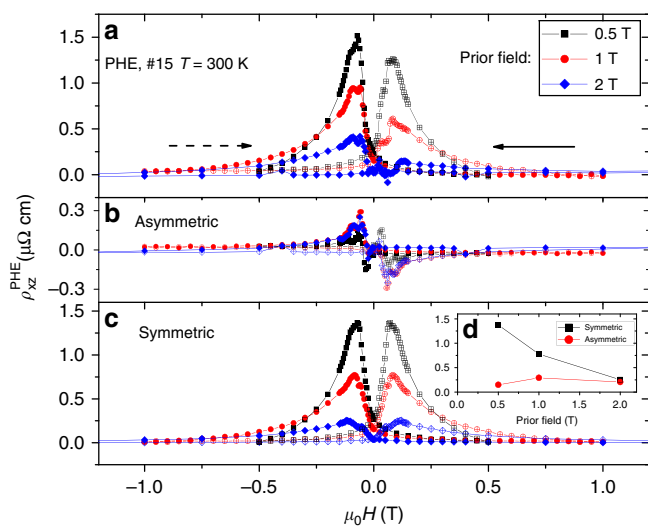 a
PHE, #15 T = 300 K
Prior field:
0.5 T
1 T
2 T
1.5
1.0
0.5
0.0
b
Asymmetric
0.3
0.0
−0.3
ρxzPHE(μΩ cm)
c
Symmetric
1.5
1.0
0.5
0.0
d
Symmetric
Asymmetric
1.5
1.0
0.5
0.0
0.0 0.5 1.0 1.5 2.0
Prior field (T)
−1.0 −0.5 0.0 0.5 1.0
μ0H (T)